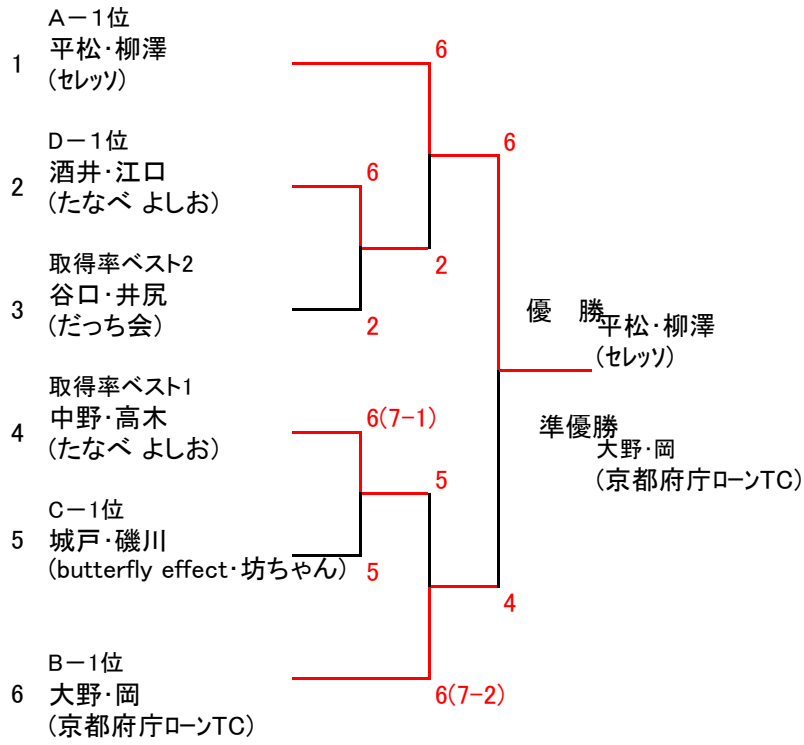 A－1位
1 平松・柳澤
(セレッソ)
6
D－1位
2 酒井・江口
(たなべ よしお)
6
6
2
取得率ベスト2
3 谷口・井尻
(だっち会)
2
優　勝
平松・柳澤
(セレッソ)
取得率ベスト1
4 中野・高木
(たなべ よしお)
6(7-1)
準優勝
大野・岡
(京都府庁ローンTC)
5
C－1位
5 城戸・磯川
(butterfly effect・坊ちゃん)
5
4
B－1位
6 大野・岡
(京都府庁ローンTC)
6(7-2)